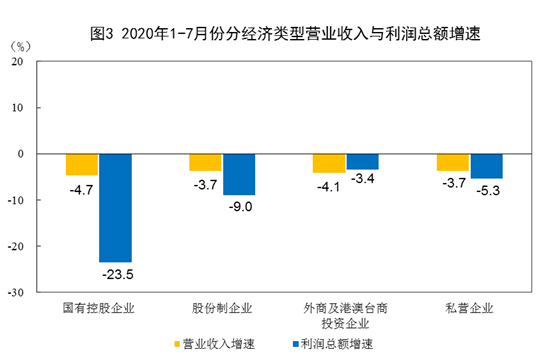 图3 2020年1-7月份分经济类型营业收入与利润总额增速
(%)
20
10
0
-10
-20
-30
-4.7
-23.5
-3.7
-9.0
-4.1
-3.4
-3.7
-5.3
国有控股企业
股份制企业
外商及港澳台商
投资企业
私营企业
营业收入增速
利润总额增速